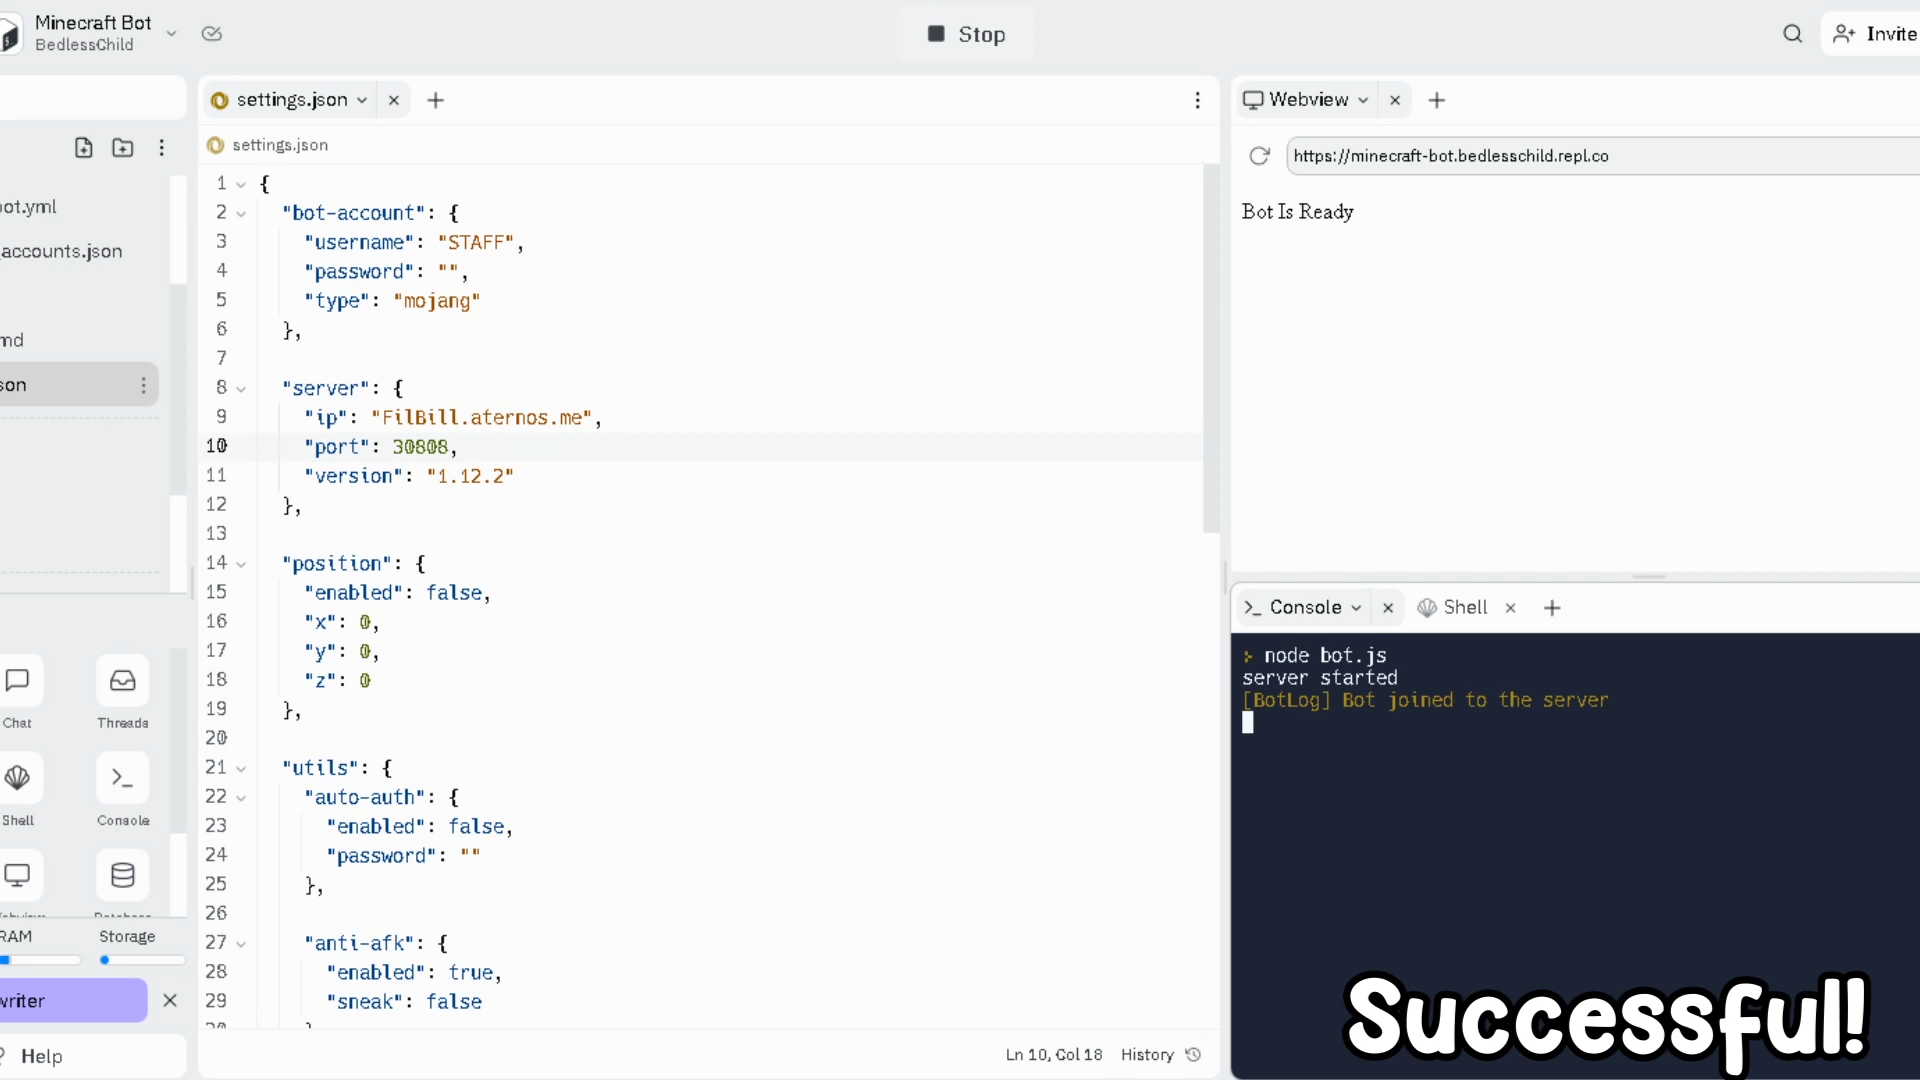 Minecraft Bot
BedlessChild
Stop
Invite
settings.json
Webview
settings.json
https://minecraft-bot.bedlesschild.repl.co
Bot Is Ready
ot.yml
accounts.json
md
son
1 {
2 "bot-account": {
3 "username": "STAFF",
4 "password": "",
5 "type": "mojang"
6 },
7
8 "server": {
9 "ip": "FilBill.aternos.me",
10 "port": 30808,
11 "version": "1.12.2"
12 },
13
14 "position": {
15 "enabled": false,
16 "x": 0,
17 "y": 0,
18 "z": 0
19 },
20
21 "utils": {
22 "auto-auth": {
23 "enabled": false,
24 "password": ""
25 },
26
27 "anti-afk": {
28 "enabled": true,
29 "sneak": false
Ln 10, Col 18 History
Chat Threads
Shell Console
RAM Storage
writer
Help
>_ Console Shell
node bot.js
server started
[BotLog] Bot joined to the server
Successful!